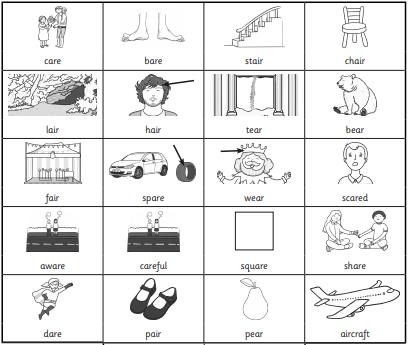 care bare stair chair
lair hair tear bear
fair spare wear scared
aware careful square share
dare pair pear aircraft